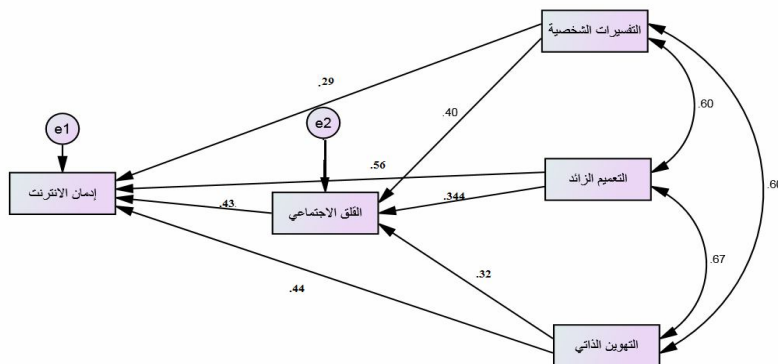 التفسيرات الشخصية
.29
.40
.60
e1
e2
.56
التعميم الزائد
إدمان الانترنت
.43
القلق الاجتماعي
.344
.60
.32
.67
.44
التهوين الذاتي